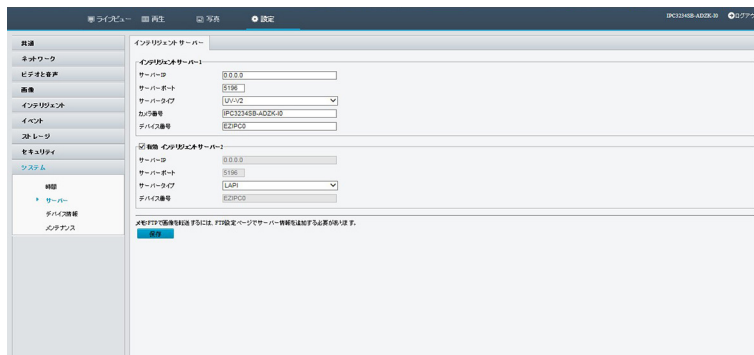 ライブビュー 再生 写真 設定 IPC3234SB-ADZK-I0
共通
ネットワーク
ビデオと音声
画像
インテリジェント
イベント
ストレージ
セキュリティ
システム
時間
サーバー
デバイス情報
メンテナンス
インテリジェントサーバー
インテリジェントサーバー1
サーバーIP 0.0.0.0
サーバーポート 5196
サーバータイプ UV-V2
カメラ番号 IPC3234SB-ADZK-I0
デバイス番号 EZIPC0
有効 インテリジェントサーバー2
サーバーIP 0.0.0.0
サーバーポート 5196
サーバータイプ LAPI
デバイス番号 EZIPC0
メモ:FTPで画像を転送するには、FTP設定ページでサーバー情報を追加する必要があります。
保存